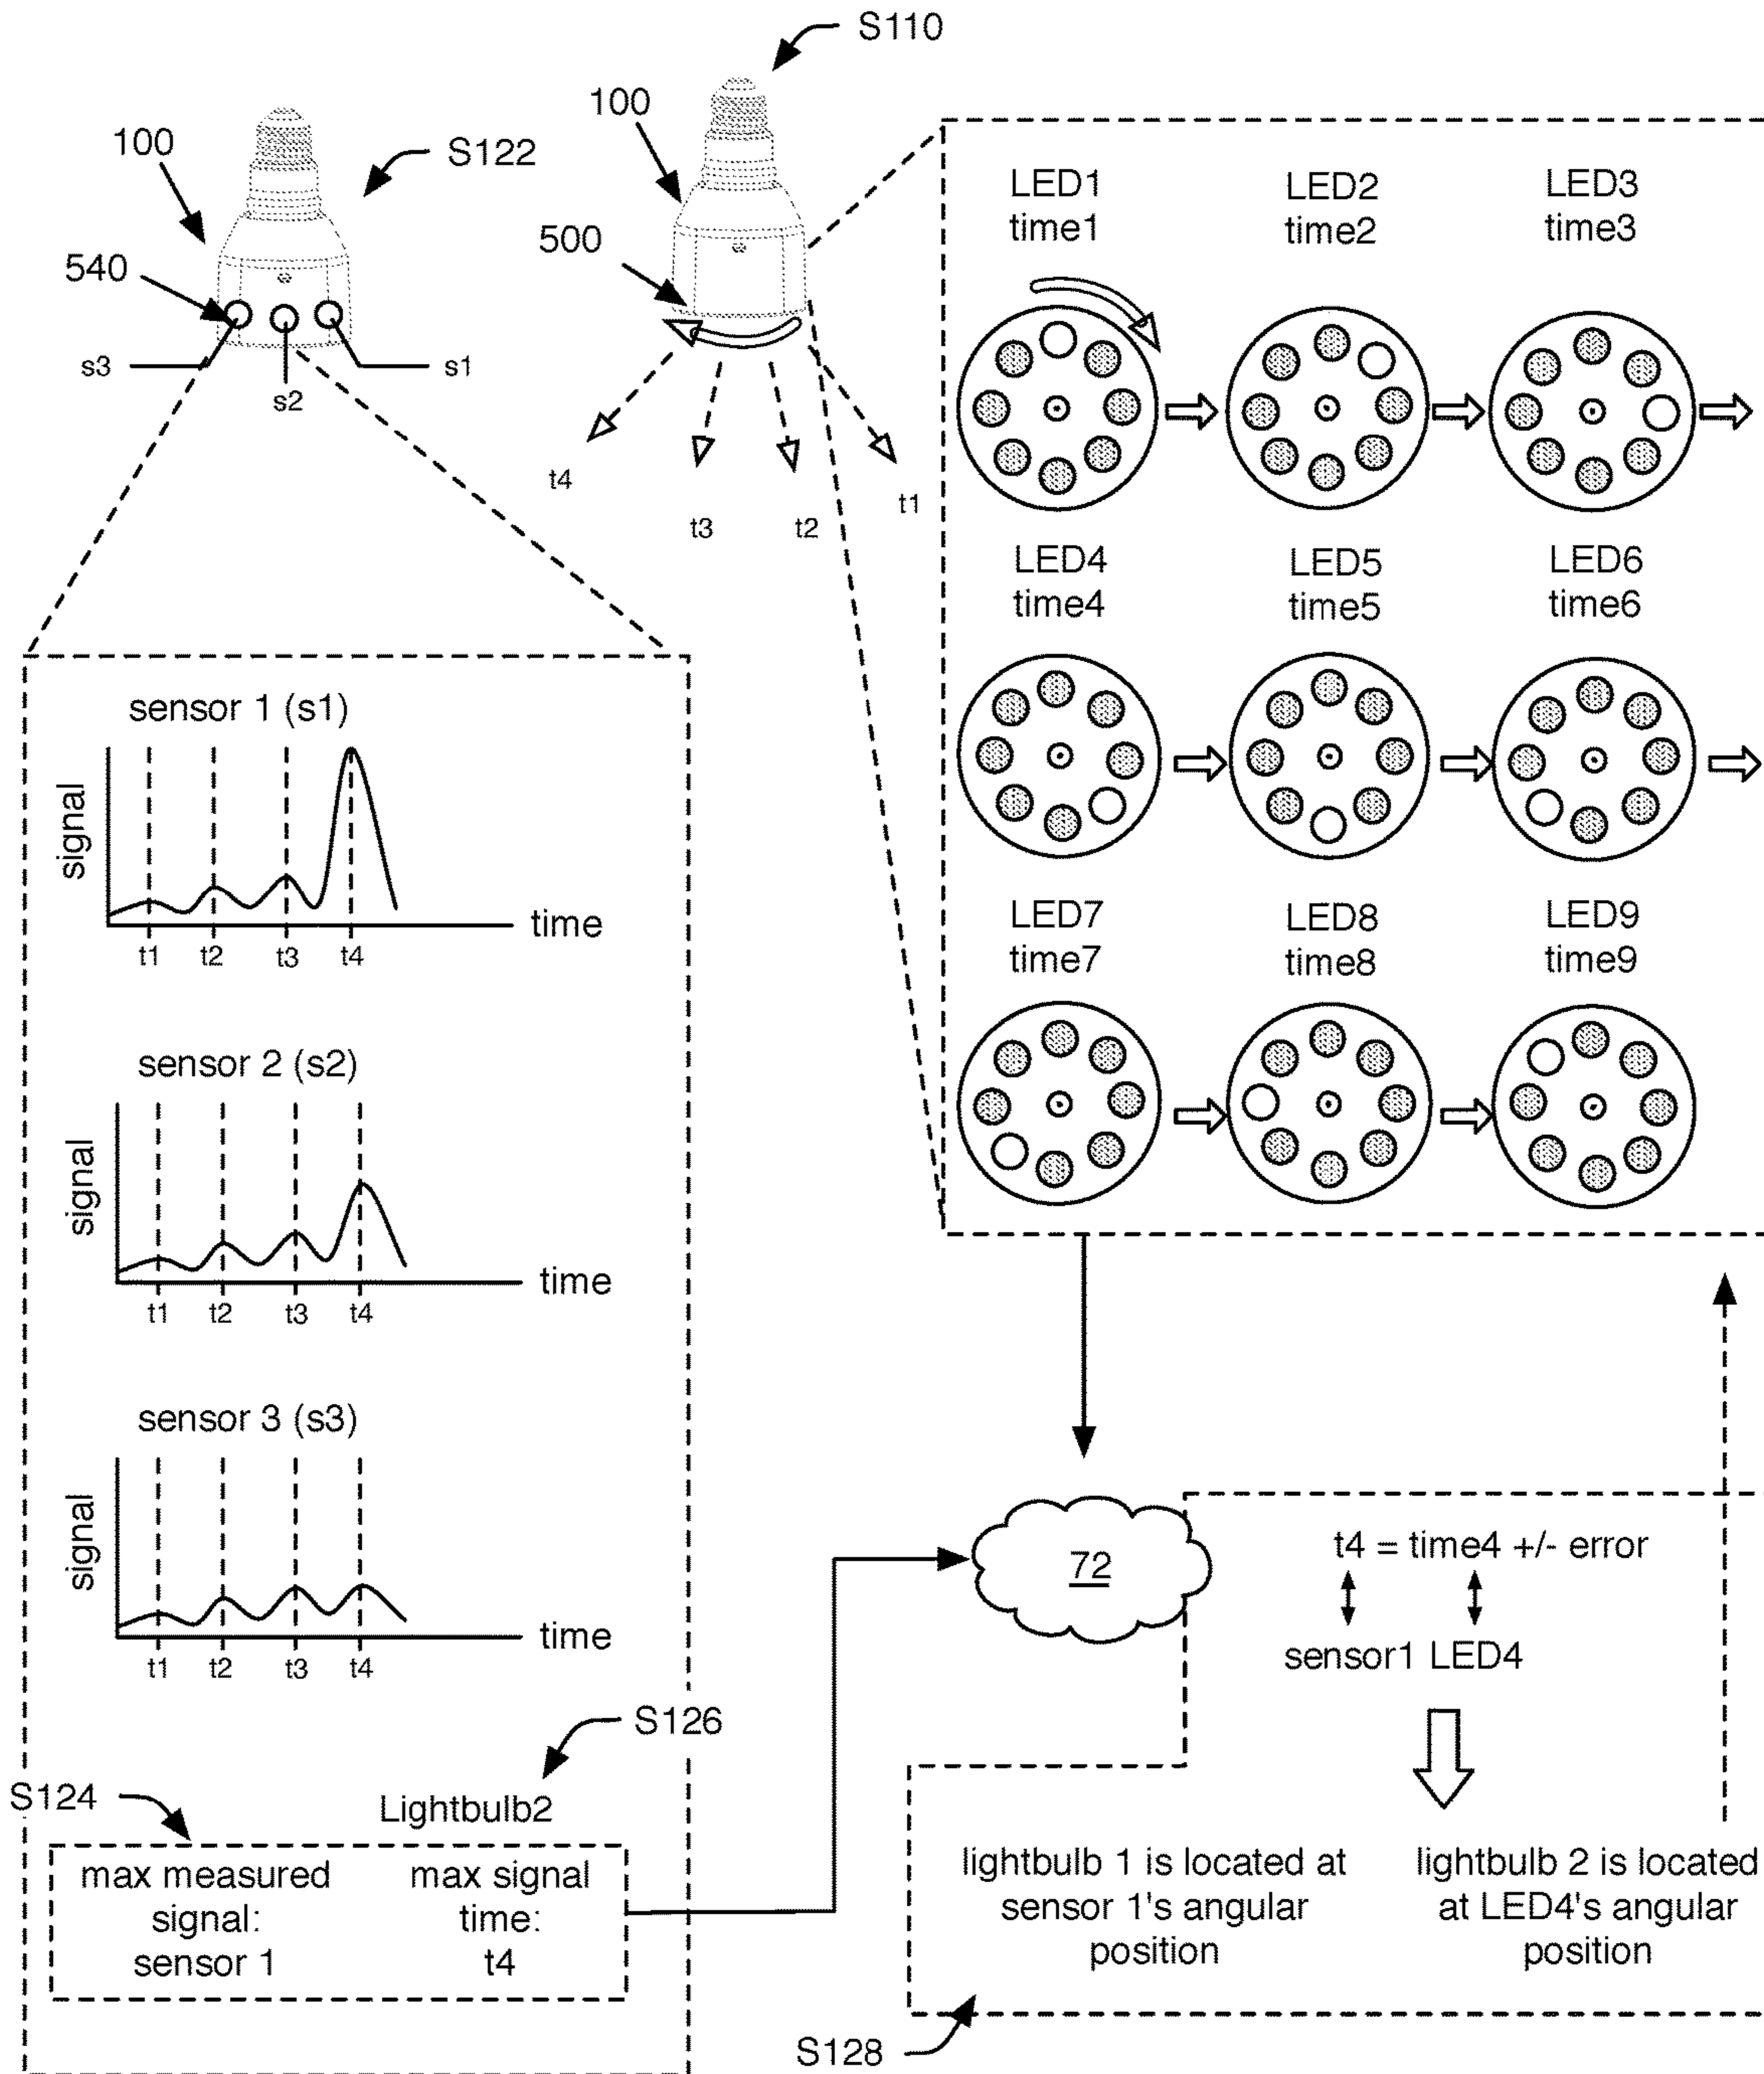 S110
100
S122
100
500
540
s3
s2
s1
t4
t3
t2
t1
LED1
time1
LED2
time2
LED3
time3
LED4
time4
LED5
time5
LED6
time6
LED7
time7
LED8
time8
LED9
time9
sensor 1 (s1)
signal
time
t1
t2
t3
t4
sensor 2 (s2)
signal
time
t1
t2
t3
t4
sensor 3 (s3)
signal
time
t1
t2
t3
t4
S126
S124
Lightbulb2
max measured
signal:
sensor 1
max signal
time:
t4
72
t4 = time4 +/- error
sensor1 LED4
lightbulb 1 is located at
sensor 1's angular
position
lightbulb 2 is located
at LED4's angular
position
S128